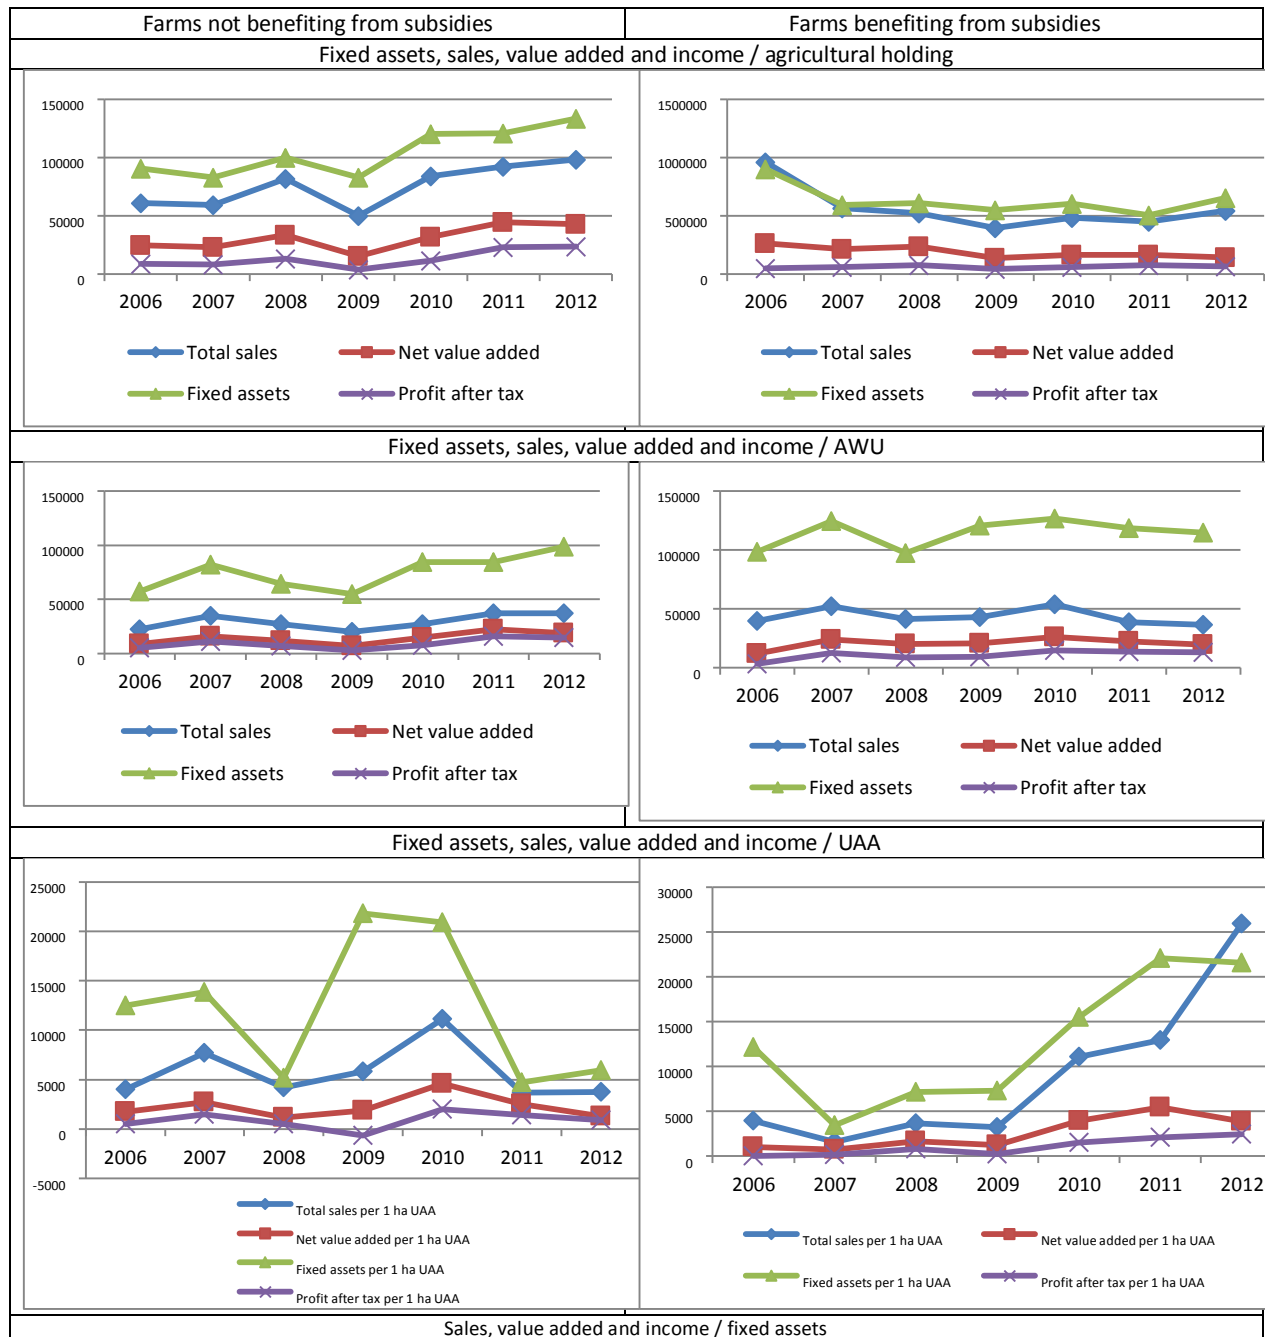 Farms not benefiting from subsidies Farms benefiting from subsidies
Fixed assets, sales, value added and income / agricultural holding
150000
100000
50000
0
2006 2007 2008 2009 2010 2011 2012
Total sales Net value added
Fixed assets Profit after tax
1500000
1000000
500000
0
2006 2007 2008 2009 2010 2011 2012
Total sales Net value added
Fixed assets Profit after tax
Fixed assets, sales, value added and income / AWU
150000
100000
50000
0
2006 2007 2008 2009 2010 2011 2012
Total sales Net value added
Fixed assets Profit after tax
150000
100000
50000
0
2006 2007 2008 2009 2010 2011 2012
Total sales Net value added
Fixed assets Profit after tax
Fixed assets, sales, value added and income / UAA
25000
20000
15000
10000
5000
0
-5000
2006 2007 2008 2009 2010 2011 2012
Total sales per 1 ha UAA
Net value added per 1 ha UAA
Fixed assets per 1 ha UAA
Profit after tax per 1 ha UAA
30000
25000
20000
15000
10000
5000
0
2006 2007 2008 2009 2010 2011 2012
Total sales per 1 ha UAA Net value added per 1 ha UAA
Fixed assets per 1 ha UAA Profit after tax per 1 ha UAA
Sales, value added and income / fixed assets